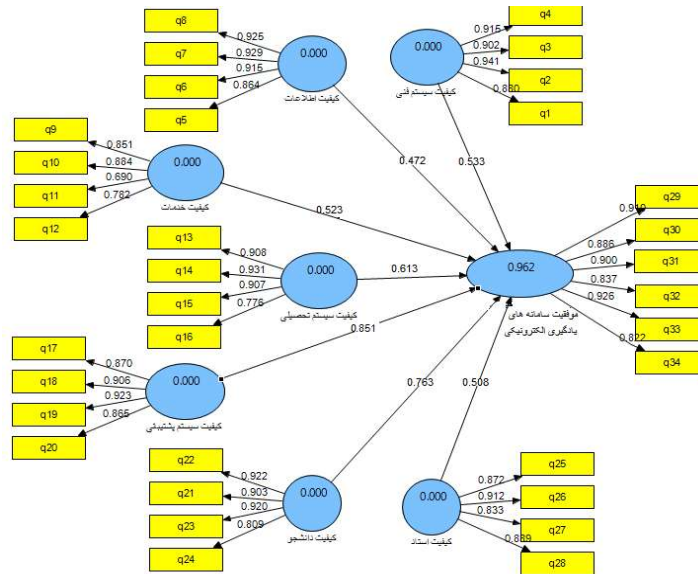 q8
q7
q6
q5
0.925
0.929
0.915
0.864
0.000
کیفیت اطلاعات
q4
q3
q2
q1
0.915
0.902
0.941
0.000
کیفیت سیستم فنی
q9
q10
q11
q12
0.851
0.884
0.690
0.782
0.000
کیفیت خدمات
0.472
0.533
0.523
q13
q14
q15
q16
0.908
0.931
0.907
0.776
0.000
کیفیت سیستم تحصیلی
0.613
0.962
موفقیت سامانه های
یادگیری الکترونیکی
q29
q30
q31
q32
q33
q34
0.886
0.900
0.837
0.926
0.822
q17
q18
q19
q20
0.870
0.906
0.923
0.865
0.000
کیفیت سیستم پشتیبانی
0.851
0.763
0.508
q22
q21
q23
q24
0.922
0.903
0.920
0.809
0.000
کیفیت دانشجو
0.000
کیفیت استاد
q25
q26
q27
q28
0.872
0.912
0.833